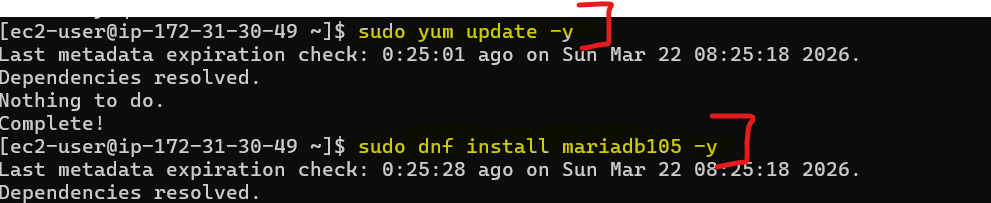 [ec2-user@ip-172-31-30-49 ~]$ sudo yum update -y
Last metadata expiration check: 0:25:01 ago on Sun Mar 22 08:25:18 2026.
Dependencies resolved.
Nothing to do.
Complete!
[ec2-user@ip-172-31-30-49 ~]$ sudo dnf install mariadb105 -y
Last metadata expiration check: 0:25:28 ago on Sun Mar 22 08:25:18 2026.
Dependencies resolved.